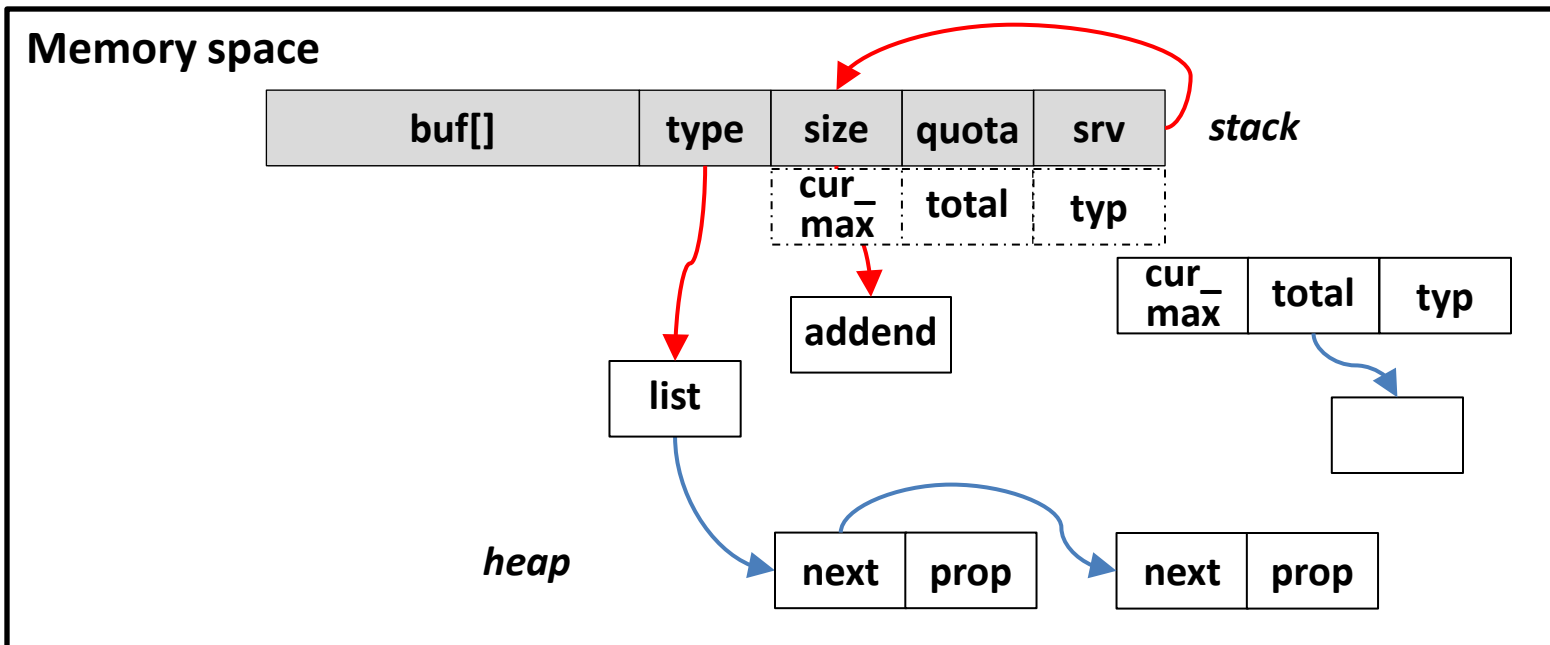 Memory space
buf[] type size quota srv stack
cur_
max total typ
cur_
max total typ
addend
list
heap
next prop next prop